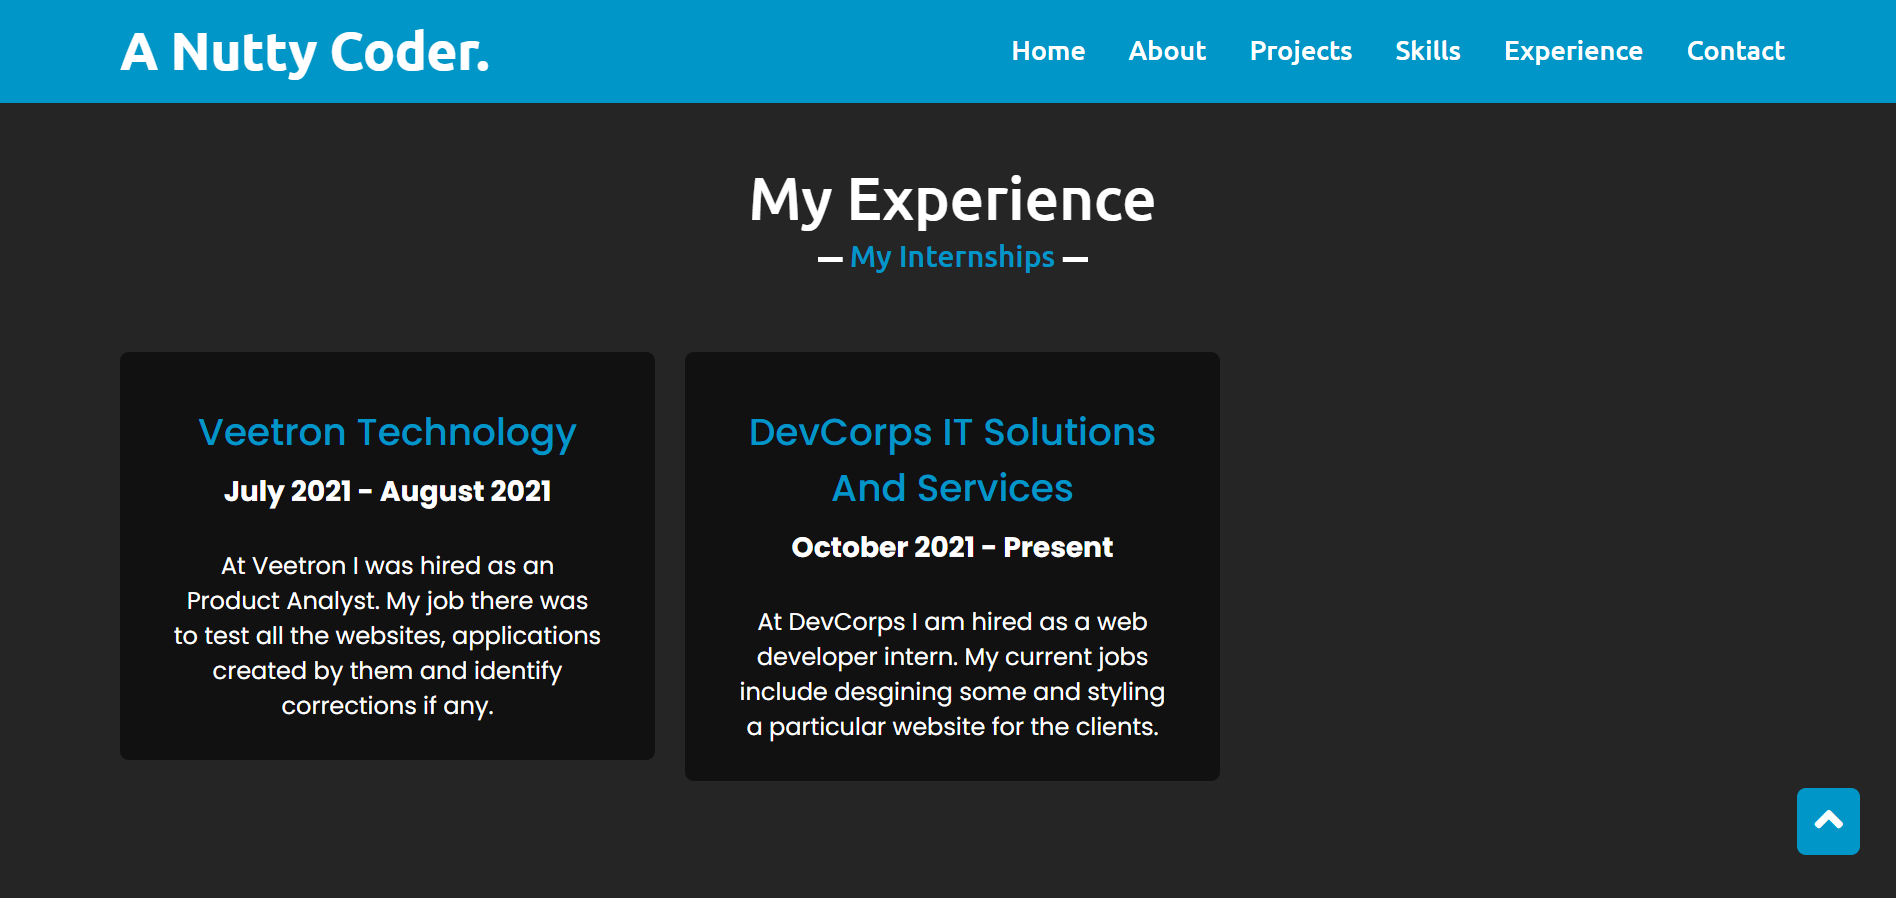 A Nutty Coder.
Home About Projects Skills Experience Contact
My Experience
My Internships
Veetron Technology
July 2021 - August 2021
At Veetron I was hired as an
Product Analyst. My job there was
to test all the websites, applications
created by them and identify
corrections if any.
DevCorps IT Solutions
And Services
October 2021 - Present
At DevCorps I am hired as a web
developer intern. My current jobs
include desgining some and styling
a particular website for the clients.